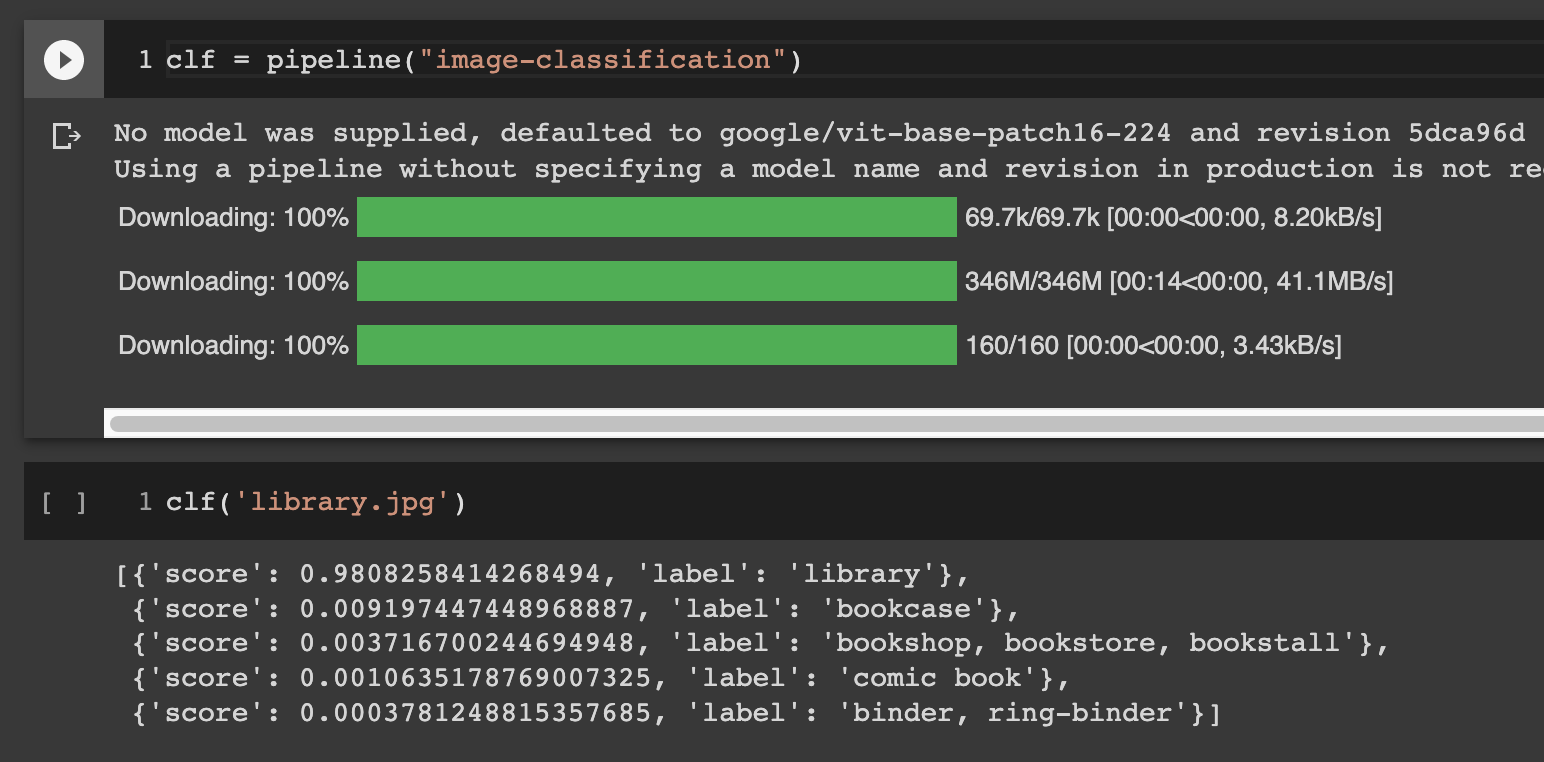 1 clf = pipeline("image-classification")
No model was supplied, defaulted to google/vit-base-patch16-224 and revision 5dca96d
Using a pipeline without specifying a model name and revision in production is not
Downloading: 100% 69.7k/69.7k [00:00<00:00, 8.20kB/s]
Downloading: 100% 346M/346M [00:14<00:00, 41.1MB/s]
Downloading: 100% 160/160 [00:00<00:00, 3.43kB/s]
[ ] 1 clf('library.jpg')
[{'score': 0.9808258414268494, 'label': 'library'},
{'score': 0.009197447448968887, 'label': 'bookcase'},
{'score': 0.003716700244694948, 'label': 'bookshop, bookstore, bookstall'},
{'score': 0.0010635178769007325, 'label': 'comic book'},
{'score': 0.0003781248815357685, 'label': 'binder, ring-binder'}]